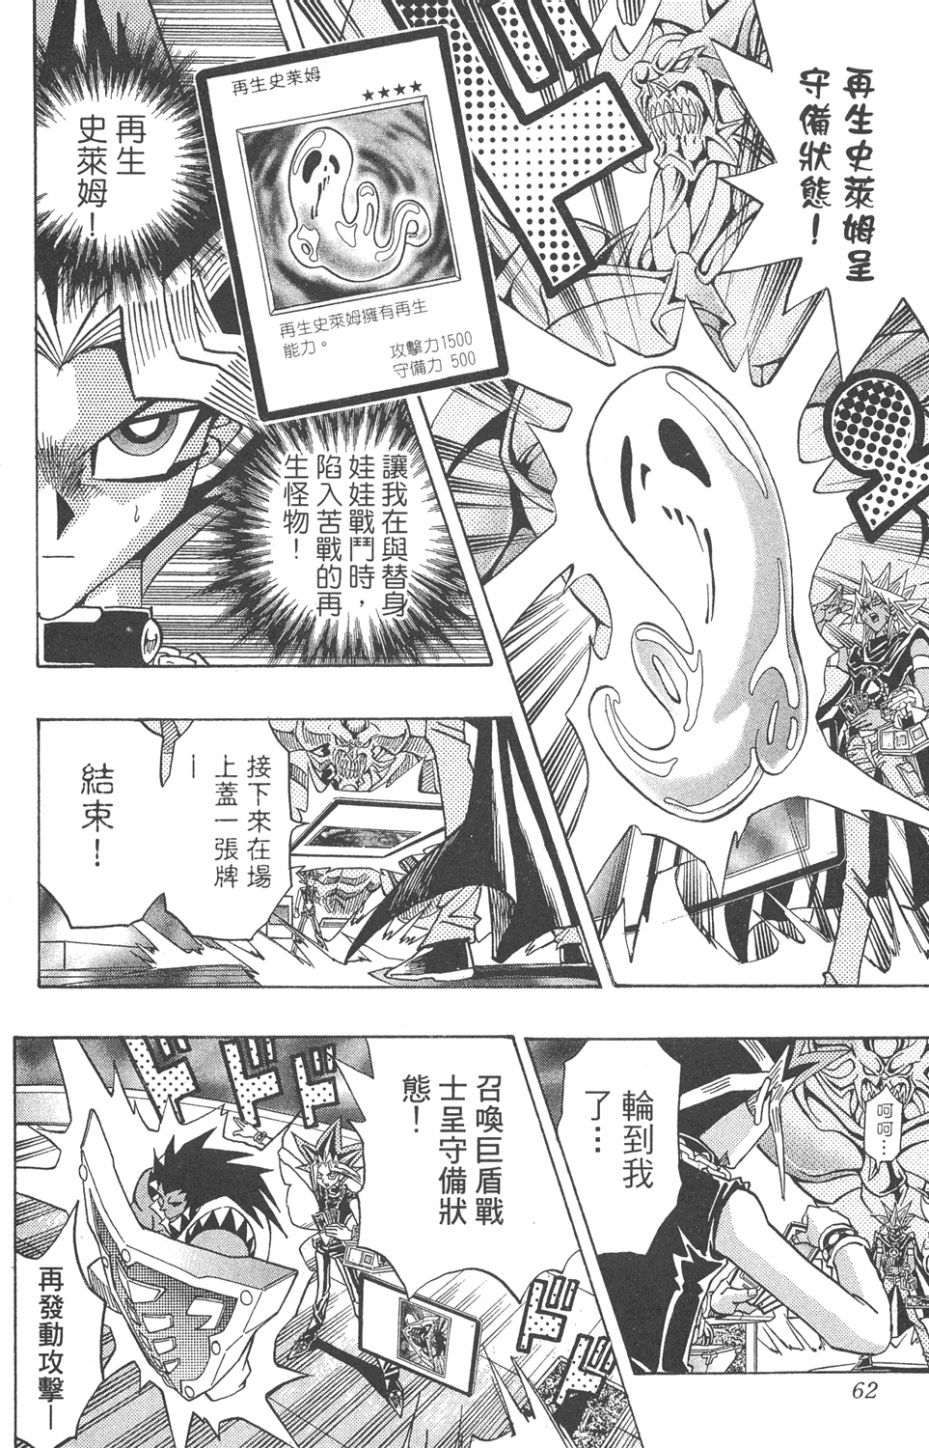 再生史萊姆呈
守備狀態！
再生史萊姆
★★★★
再生史萊姆擁有再生
能力。
攻擊力1500
守備力 500
再生
史萊姆！
讓我在與替身
娃娃戰鬥時，
陷入苦戰的再
生怪物！
接下來在場
上蓋一張牌
—
結束！
呵
呵…
輪到我
了…
召喚巨盾戰
士呈守備狀
態！
ドドド
再發動攻擊—
62